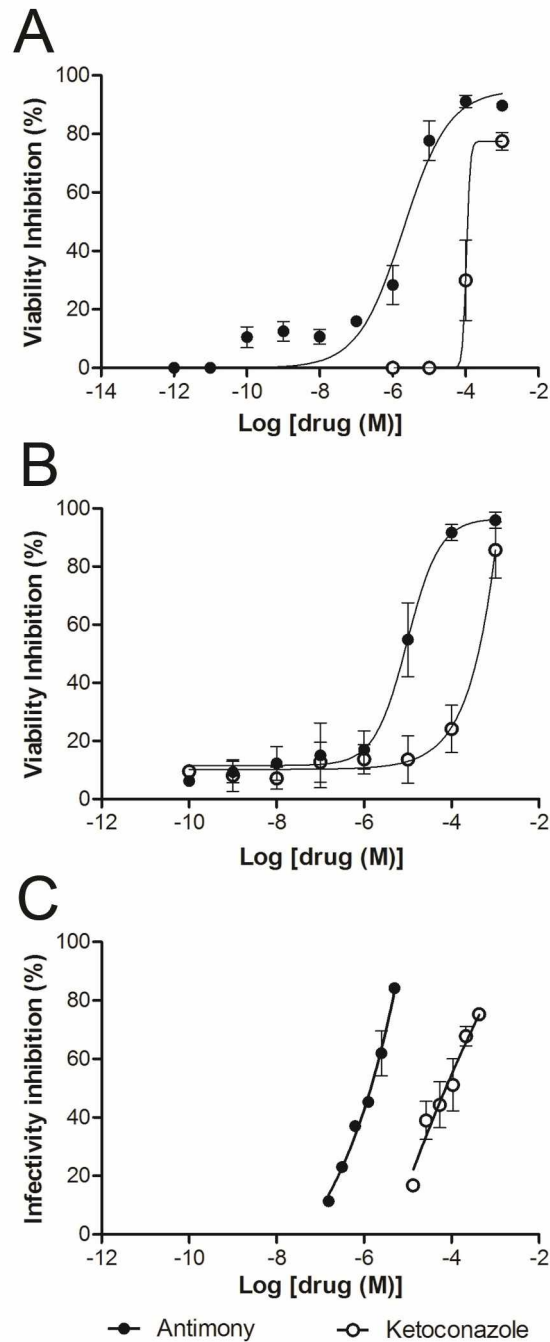 A
100
80
60
40
20
0
Viability Inhibition (%)
-14 -12 -10 -8 -6 -4 -2
Log [drug (M)]
B
100
80
60
40
20
0
Viability Inhibition (%)
-12 -10 -8 -6 -4 -2
Log [drug (M)]
C
100
80
60
40
20
0
Infectivity inhibition (%)
-12 -10 -8 -6 -4 -2
Log [drug (M)]
Antimony Ketoconazole